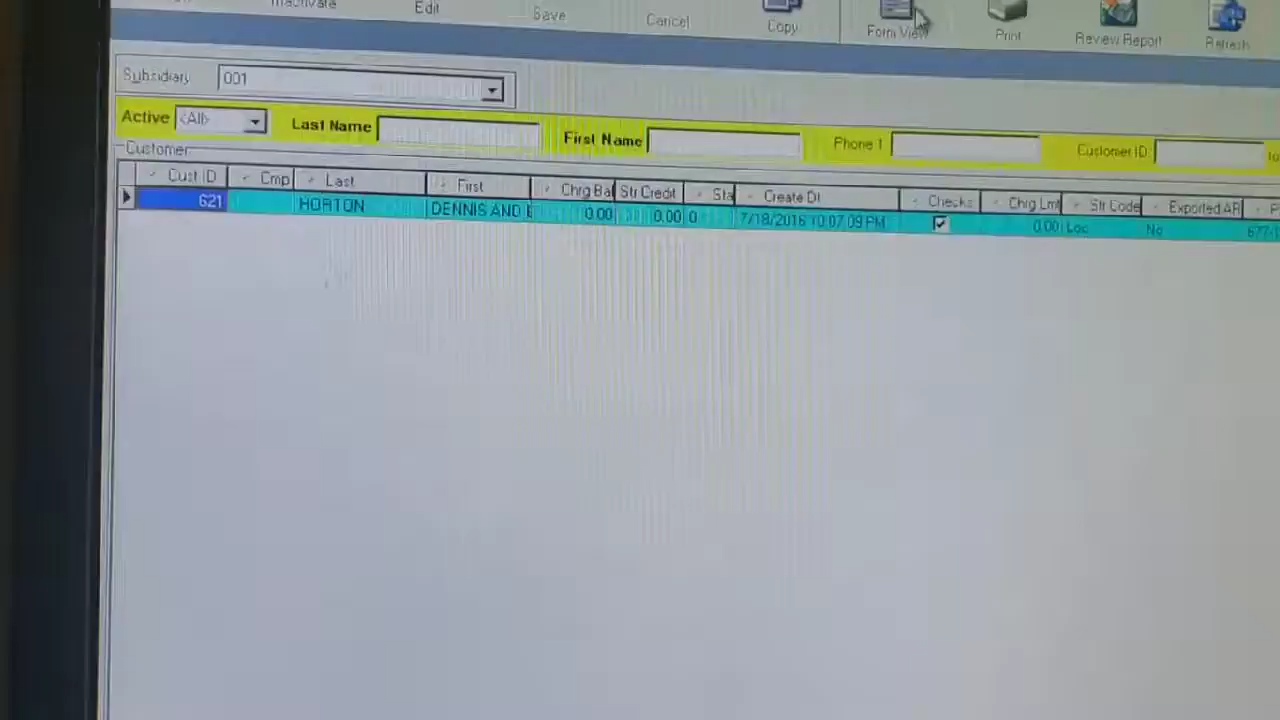 Inactivate Edit Save Cancel Copy Form View Print Review Report Refresh
Subsidiary 001
Active <All> Last Name First Name Phone 1 Customer ID:
Customer
Cust ID Cmp Last First Chrg Bal Str Credit Sta Create Dt Checks Chrg Lmt Str Code Exported AR
621 HORTON DENNIS AND 0.00 0.00 0 7/18/2016 10:07:09 PM 0.00 Loc No